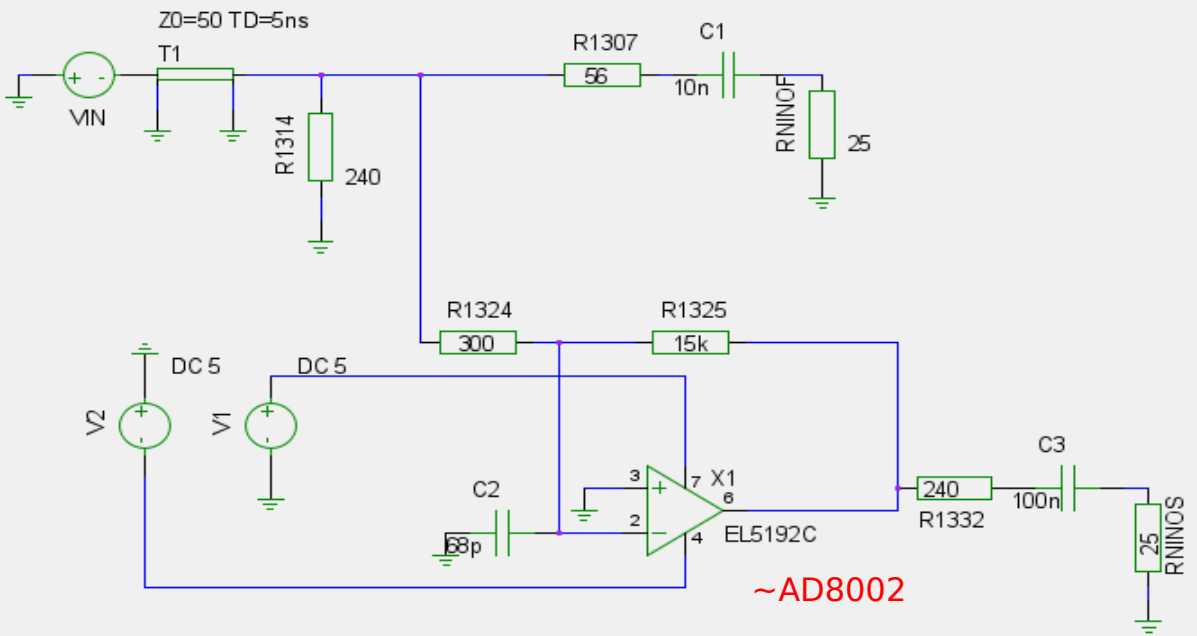 Z0=50 TD=5ns
T1
+ -
VIN
R1314
240
R1307
56
C1
10n
RNINOF
25
R1324
300
R1325
15k
DC 5
V2
+
-
DC 5
V1
+
-
C2
68p
3
+
2
-
7
X1
6
4
EL5192C
~AD8002
240
R1332
C3
100n
25
RNINOS